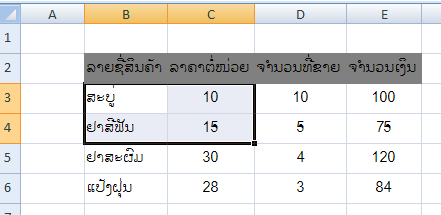 A B C D E
1
2 ລາຍຊື່ສິນຄ້າ ລາຄາຕໍ່ໜ່ວຍ ຈຳນວນທີ່ຂາຍ ຈຳນວນເງິນ
3 ສະບູ່ 10 10 100
4 ຢາສີຟັນ 15 5 75
5 ຢາສະຜົມ 30 4 120
6 ແປ້ງຝຸ່ນ 28 3 84